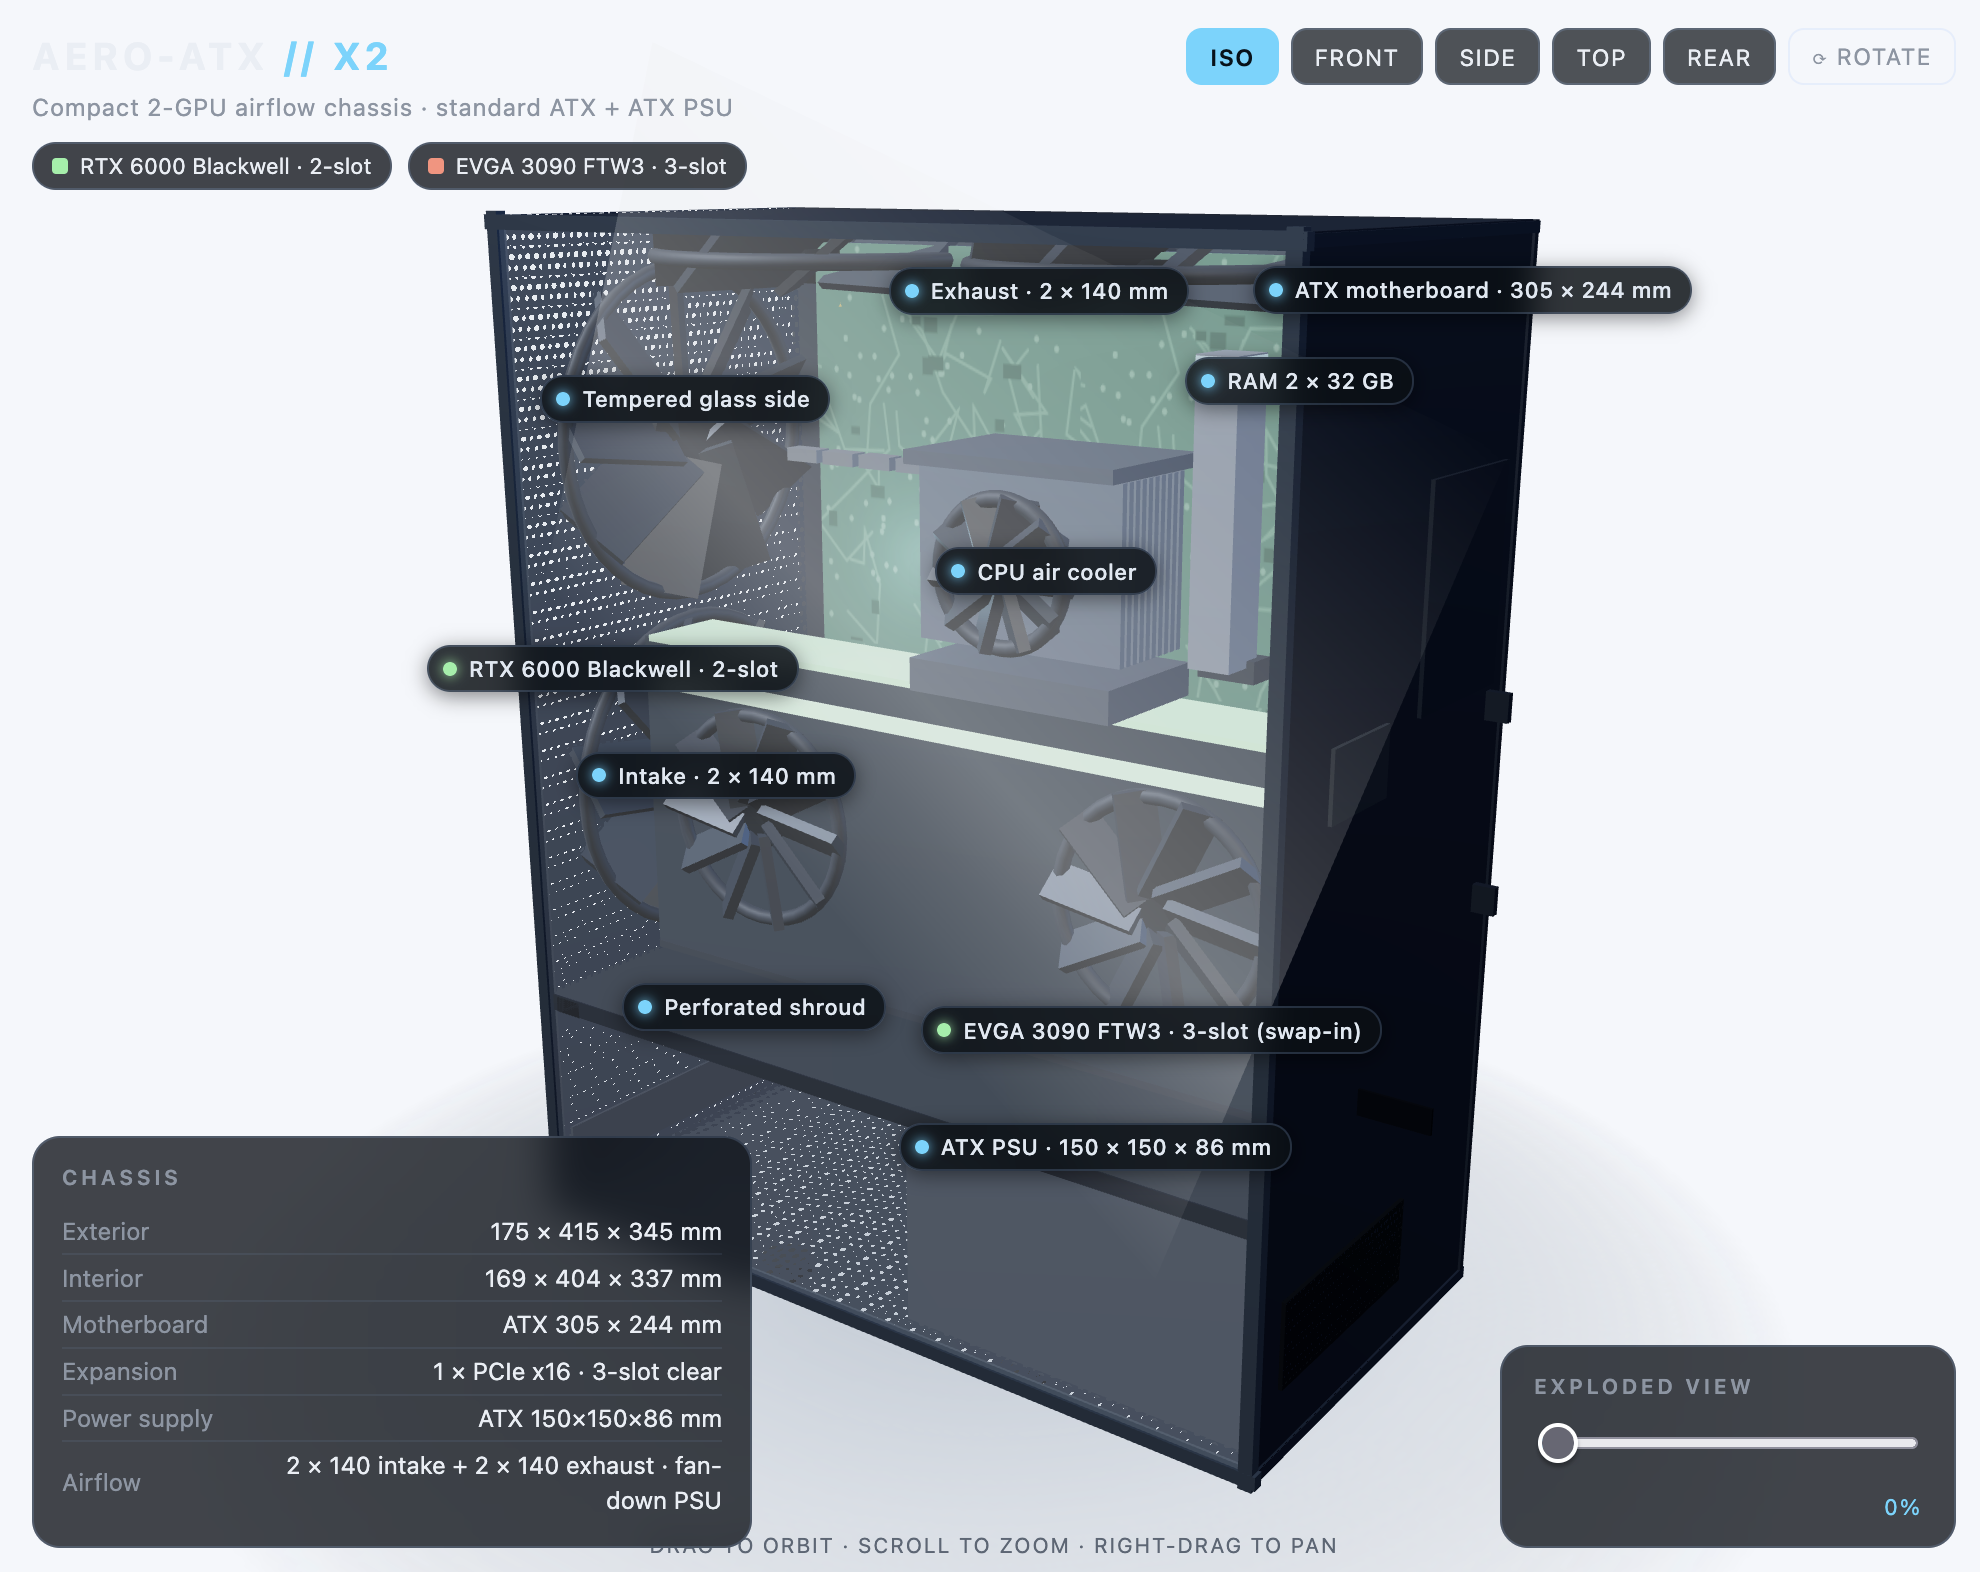 AERO-ATX // X2
Compact 2-GPU airflow chassis · standard ATX + ATX PSU
RTX 6000 Blackwell · 2-slot
EVGA 3090 FTW3 · 3-slot
ISO
FRONT
SIDE
TOP
REAR
⟳ ROTATE
Exhaust · 2 × 140 mm
ATX motherboard · 305 × 244 mm
RAM 2 × 32 GB
Tempered glass side
CPU air cooler
RTX 6000 Blackwell · 2-slot
Intake · 2 × 140 mm
Perforated shroud
EVGA 3090 FTW3 · 3-slot (swap-in)
ATX PSU · 150 × 150 × 86 mm
CHASSIS
Exterior 175 × 415 × 345 mm
Interior 169 × 404 × 337 mm
Motherboard ATX 305 × 244 mm
Expansion 1 × PCIe x16 · 3-slot clear
Power supply ATX 150×150×86 mm
Airflow 2 × 140 intake + 2 × 140 exhaust · fan-
down PSU
EXPLODED VIEW
0%
DRAG TO ORBIT · SCROLL TO ZOOM · RIGHT-DRAG TO PAN